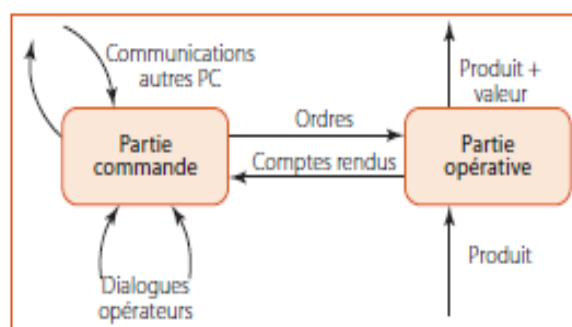 Communications
autres PC
Produit +
valeur
Partie
commande
Ordres
Comptes rendus
Partie
opérative
Dialogues
opérateurs
Produit